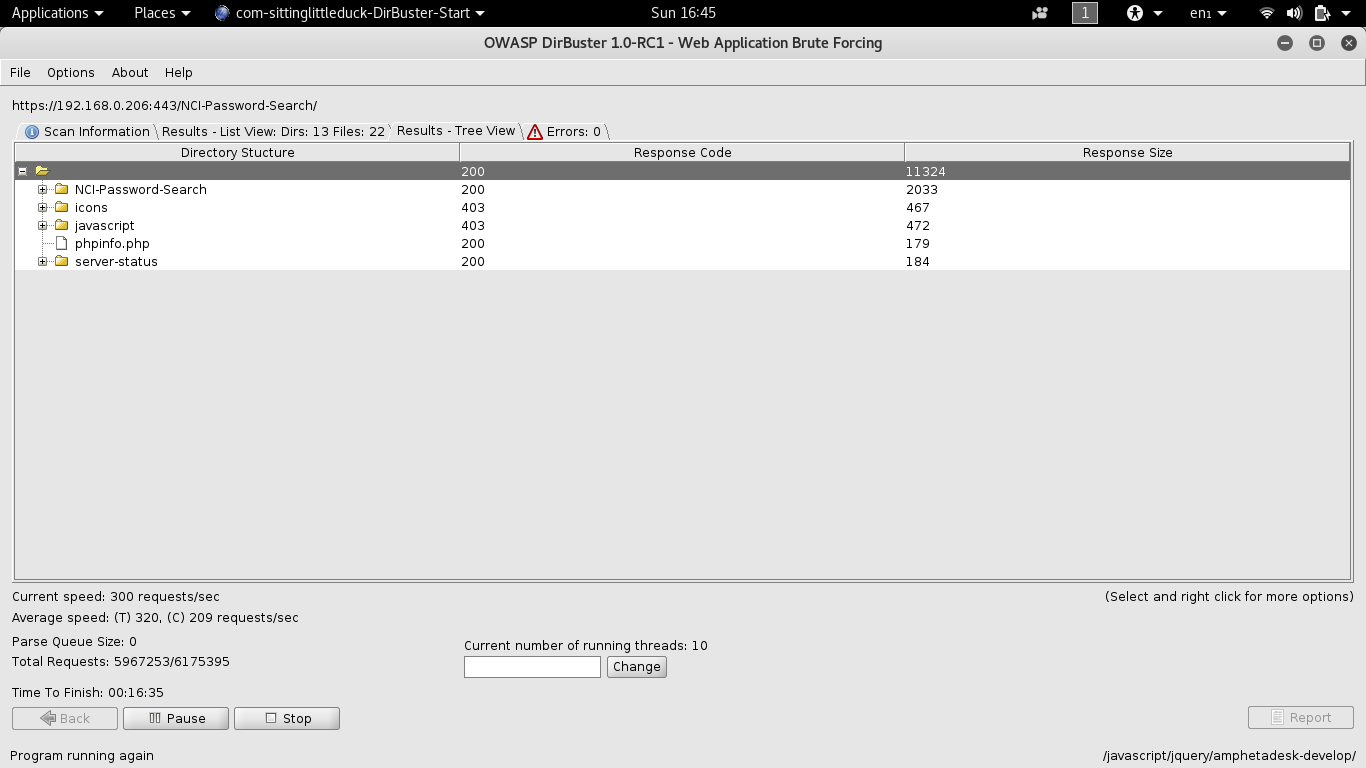 Applications Places com-sittinglittleduck-DirBuster-Start Sun 16:45 1 en₁
OWASP DirBuster 1.0-RC1 - Web Application Brute Forcing
File Options About Help
https://192.168.0.206:443/NCI-Password-Search/
Scan Information Results - List View: Dirs: 13 Files: 22 Results - Tree View Errors: 0
Directory Stucture Response Code Response Size
200 11324
NCI-Password-Search 200 2033
icons 403 467
javascript 403 472
phpinfo.php 200 179
server-status 200 184
Current speed: 300 requests/sec (Select and right click for more options)
Average speed: (T) 320, (C) 209 requests/sec
Parse Queue Size: 0
Current number of running threads: 10
Total Requests: 5967253/6175395
Change
Time To Finish: 00:16:35
Back Pause Stop Report
Program running again /javascript/jquery/amphetadesk-develop/